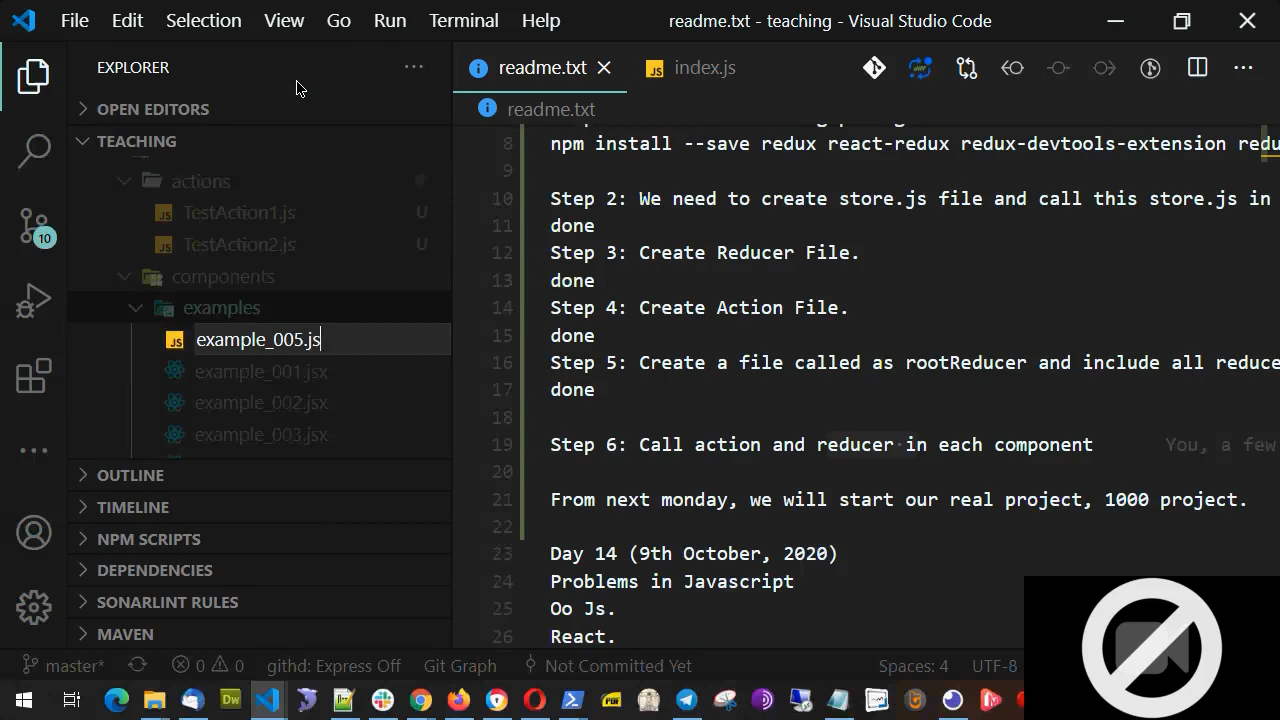 File Edit Selection View Go Run Terminal Help readme.txt - teaching - Visual Studio Code
EXPLORER
readme.txt
index.js
OPEN EDITORS
readme.txt
TEACHING
actions
TestAction1.js U
TestAction2.js U
components
examples
example_005.js
example_001.jsx
example_002.jsx
example_003.jsx
10
OUTLINE
TIMELINE
NPM SCRIPTS
DEPENDENCIES
SONARLINT RULES
MAVEN
8 npm install --save redux react-redux redux-devtools-extension redu
9
10 Step 2: We need to create store.js file and call this store.js in
11 done
12 Step 3: Create Reducer File.
13 done
14 Step 4: Create Action File.
15 done
16 Step 5: Create a file called as rootReducer and include all reduce
17 done
18
19 Step 6: Call action and reducer in each component You, a few
20
21 From next monday, we will start our real project, 1000 project.
22
23 Day 14 (9th October, 2020)
24 Problems in Javascript
25 Oo Js.
26 React.
master* 0 0 githd: Express Off Git Graph Not Committed Yet Spaces: 4 UTF-8